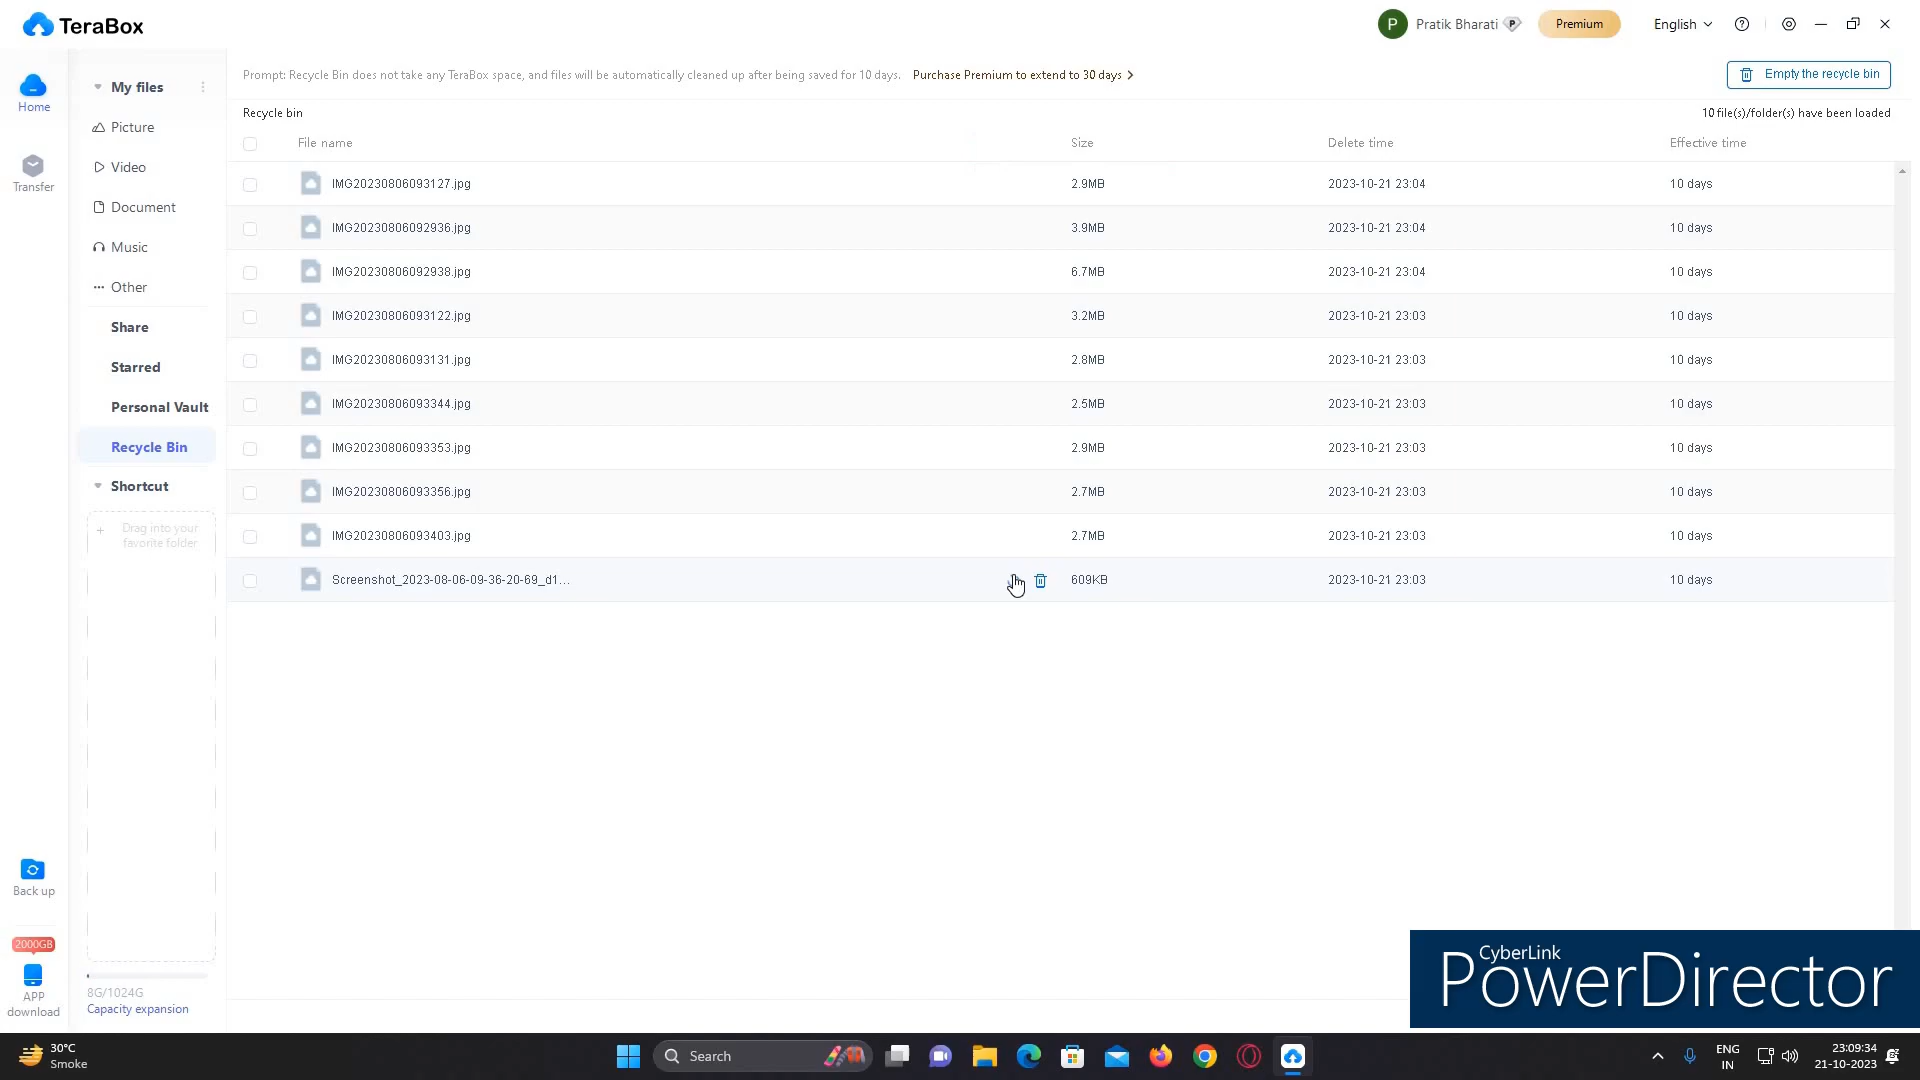 TeraBox
P
Pratik Bharati
P
Premium
English
Home
Transfer
Back up
2000GB
APP
download
My files
Picture
Video
Document
Music
Other
Share
Starred
Personal Vault
Recycle Bin
Shortcut
+ Drag into your
favorite folder
8G/1024G
Capacity expansion
Prompt: Recycle Bin does not take any TeraBox space, and files will be automatically cleaned up after being saved for 10 days. Purchase Premium to extend to 30 days
Empty the recycle bin
Recycle bin
10 file(s)/folder(s) have been loaded
File name Size Delete time Effective time
IMG20230806093127.jpg 2.9MB 2023-10-21 23:04 10 days
IMG20230806092936.jpg 3.9MB 2023-10-21 23:04 10 days
IMG20230806092938.jpg 6.7MB 2023-10-21 23:04 10 days
IMG20230806093122.jpg 3.2MB 2023-10-21 23:03 10 days
IMG20230806093131.jpg 2.8MB 2023-10-21 23:03 10 days
IMG20230806093344.jpg 2.5MB 2023-10-21 23:03 10 days
IMG20230806093353.jpg 2.9MB 2023-10-21 23:03 10 days
IMG20230806093356.jpg 2.7MB 2023-10-21 23:03 10 days
IMG20230806093403.jpg 2.7MB 2023-10-21 23:03 10 days
Screenshot_2023-08-06-09-36-20-69_d1... 609KB 2023-10-21 23:03 10 days
CyberLink
PowerDirector
30°C
Smoke
Search
ENG
IN
23:09:34
21-10-2023